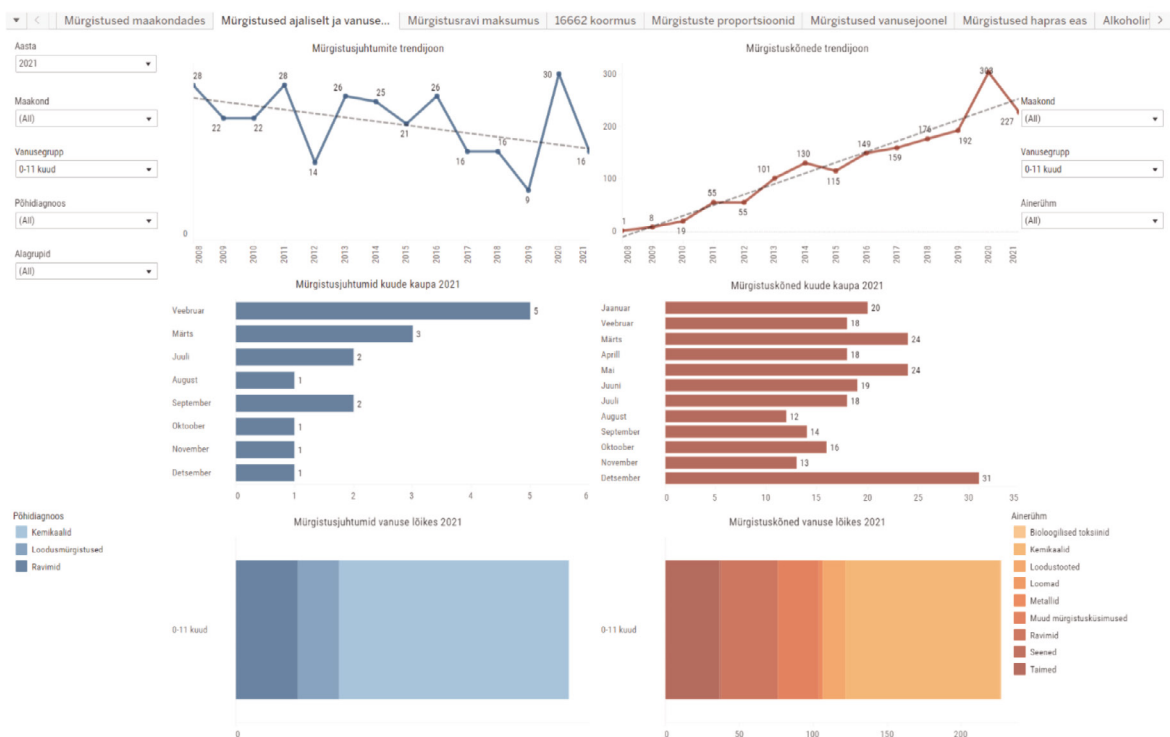 Mürgistused maakondades
Mürgistused ajaliselt ja vanuse...
Mürgistusravi maksumus
16662 koormus
Mürgistuste proportsioonid
Mürgistused vanusejoonel
Mürgistused hapras eas
Aasta
2021
Maakond
(All)
Vanusegrupp
0-11 kuud
Põhidiagnoos
(All)
Alagrupid
(All)
Mürgistusjuhtumite trendijoon
28
22
22
28
14
26
25
21
26
16
16
9
30
16
0
2008 2009 2010 2011 2012 2013 2014 2015 2016 2017 2018 2019 2020 2021
Mürgistuskõnede trendijoon
300
200
100
0
1
8
19
55
55
101
130
115
149
159
176
192
227
2008 2009 2010 2011 2012 2013 2014 2015 2016 2017 2018 2019 2020 2021
Maakond
(All)
Vanusegrupp
0-11 kuud
Ainerühm
(All)
Mürgistusjuhtumid kuude kaupa 2021
Veebruar 5
Märts 3
Juuli 2
August 1
September 2
Oktoober 1
November 1
Detsember 1
0 1 2 3 4 5 6
Mürgistuskõned kuude kaupa 2021
Jaanuar 20
Veebruar 18
Märts 24
Aprill 18
Mai 24
Juuni 19
Juuli 18
August 12
September 14
Oktoober 16
November 13
Detsember 31
0 5 10 15 20 25 30 35
Põhidiagnoos
Kemikaalid
Loodusmürgistused
Ravimid
Mürgistusjuhtumid vanuse lõikes 2021
0-11 kuud
0
Mürgistuskõned vanuse lõikes 2021
0-11 kuud
0 50 100 150 200
Ainerühm
Bioloogilised toksiinid
Kemikaalid
Loodustooted
Loomad
Metallid
Muud mürgistusküsimused
Ravimid
Seened
Taimed